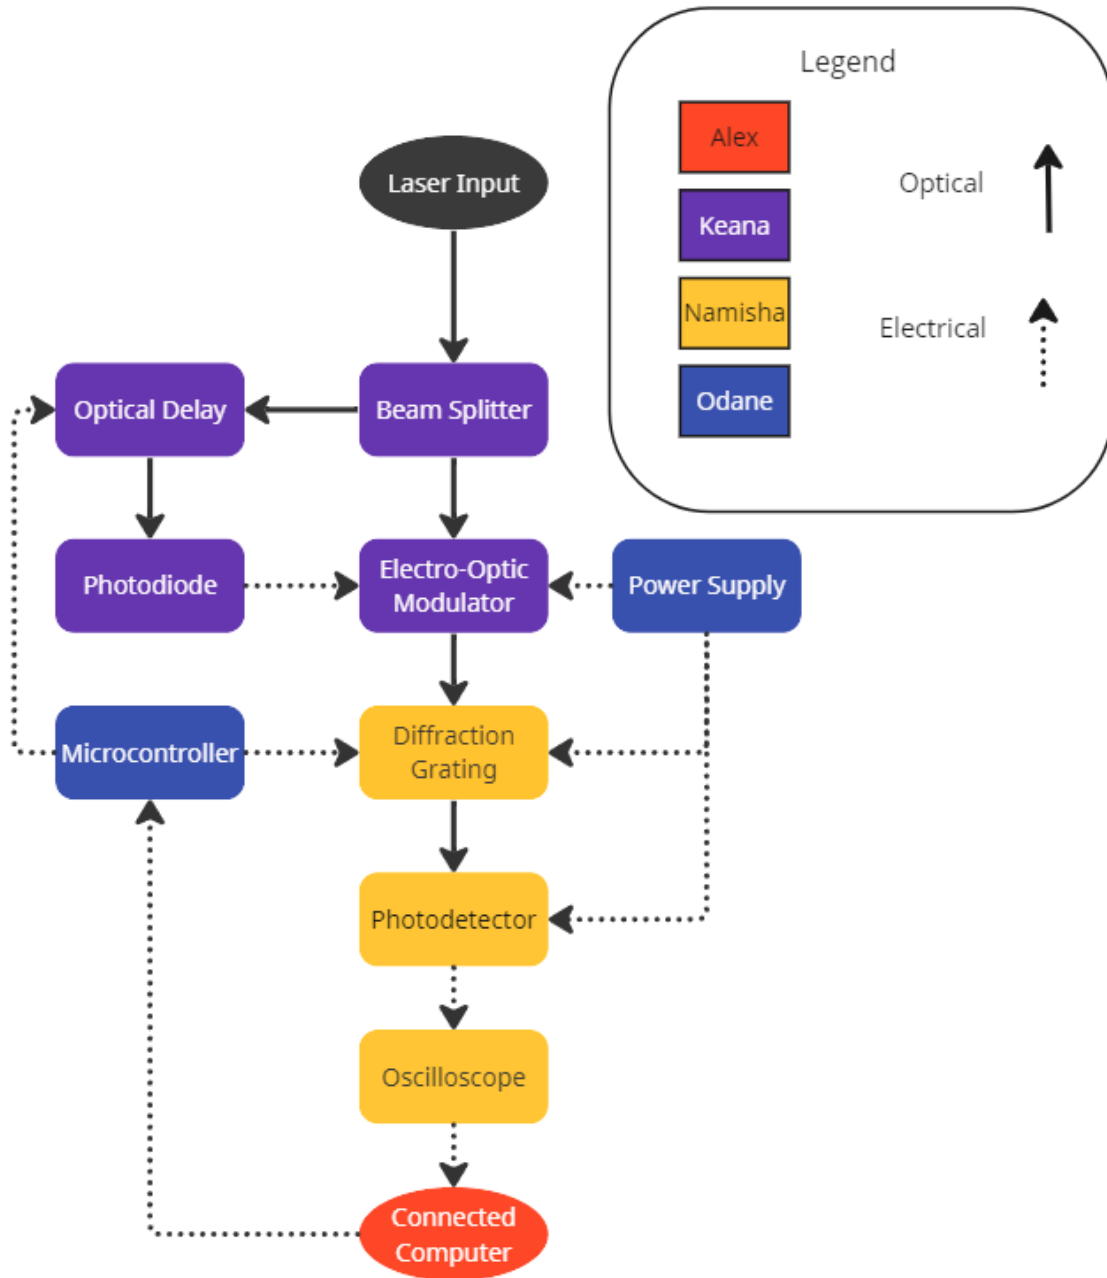 Legend
Alex
Keana
Namisha
Odane
Optical
Electrical
Laser Input
Optical Delay
Beam Splitter
Photodiode
Electro-Optic
Modulator
Power Supply
Microcontroller
Diffraction
Grating
Photodetector
Oscilloscope
Connected
Computer